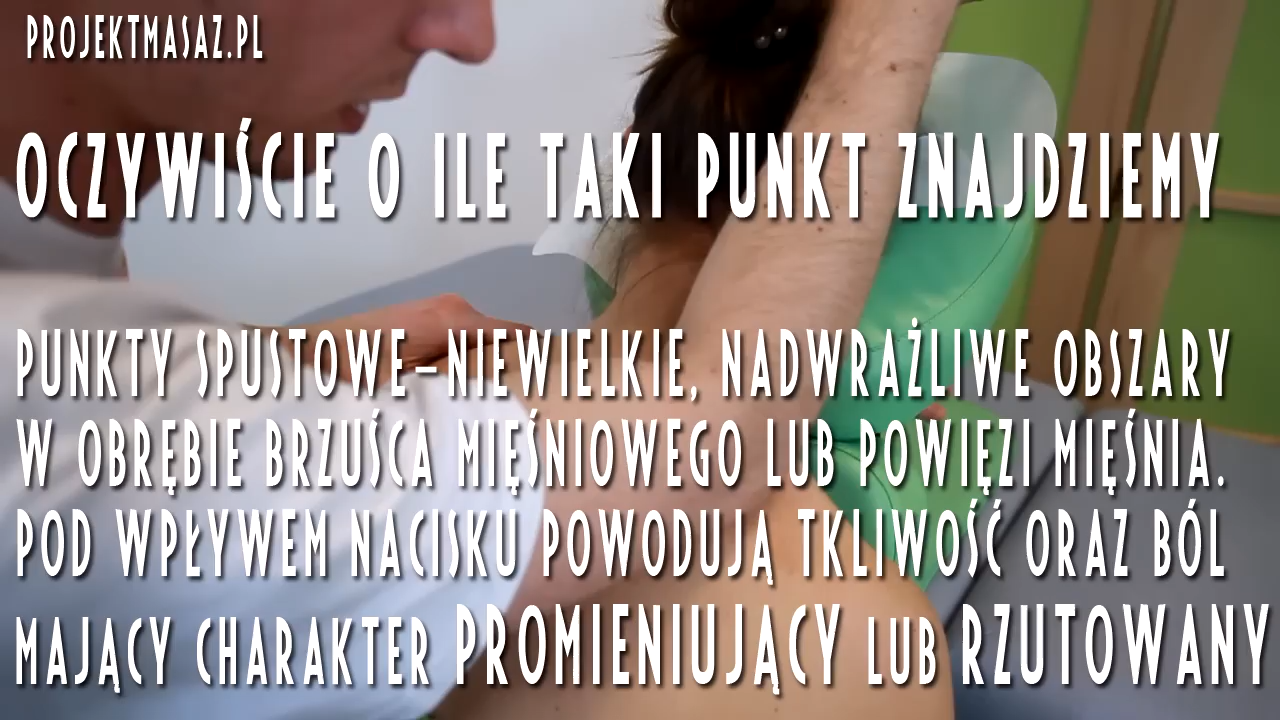 PROJEKTMASAZ.PL
OCZYWIŚCIE O ILE TAKI PUNKT ZNAJDZIEMY
PUNKTY SPUSTOWE-NIEWIELKIE, NADWRAŻLIWE OBSZARY
W OBRĘBIE BRZUŚCA MIĘŚNIOWEGO LUB POWIĘZI MIĘŚNIA.
POD WPŁYWEM NACISKU POWODUJĄ TKLIWOŚĆ ORAZ BÓL
MAJĄCY CHARAKTER PROMIENIUJĄCY LUB RZUTOWANY